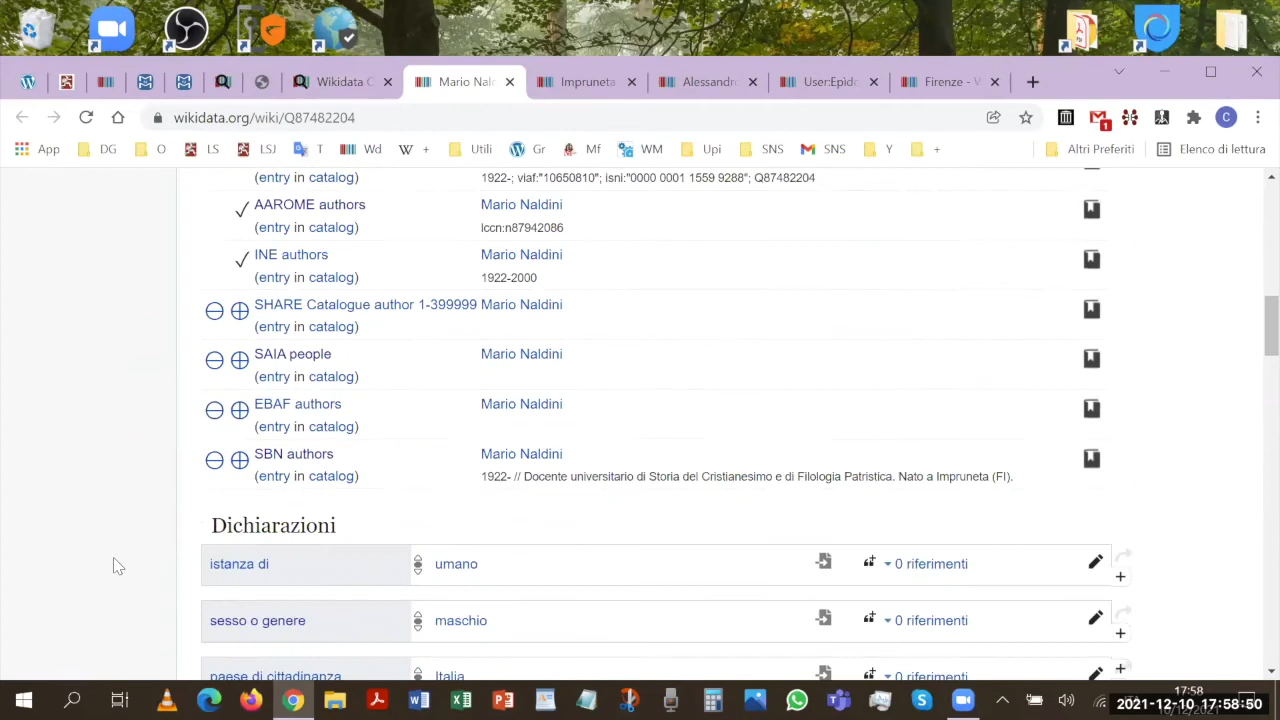 Wikidata C
Mario Nal
Impruneta
Alessandr
User:Epìd
Firenze - V
wikidata.org/wiki/Q87482204
1
C
App
DG
O
LS
LSJ
T
Wd
+
Utili
Gr
Mf
WM
Upi
SNS
SNS
Y
+
Altri Preferiti
Elenco di lettura
(entry in catalog)
1922-; viaf:"10650810"; isni:"0000 0001 1559 9288"; Q87482204
AAROME authors
Mario Naldini
(entry in catalog)
lccn:n87942086
INE authors
Mario Naldini
(entry in catalog)
1922-2000
SHARE Catalogue author 1-399999
Mario Naldini
(entry in catalog)
SAIA people
Mario Naldini
(entry in catalog)
EBAF authors
Mario Naldini
(entry in catalog)
SBN authors
Mario Naldini
(entry in catalog)
1922- // Docente universitario di Storia del Cristianesimo e di Filologia Patristica. Nato a Impruneta (FI).
Dichiarazioni
istanza di
umano
0 riferimenti
sesso o genere
maschio
0 riferimenti
paese di cittadinanza
Italia
0 riferimenti
17:58
2021-12-10 17:58:50